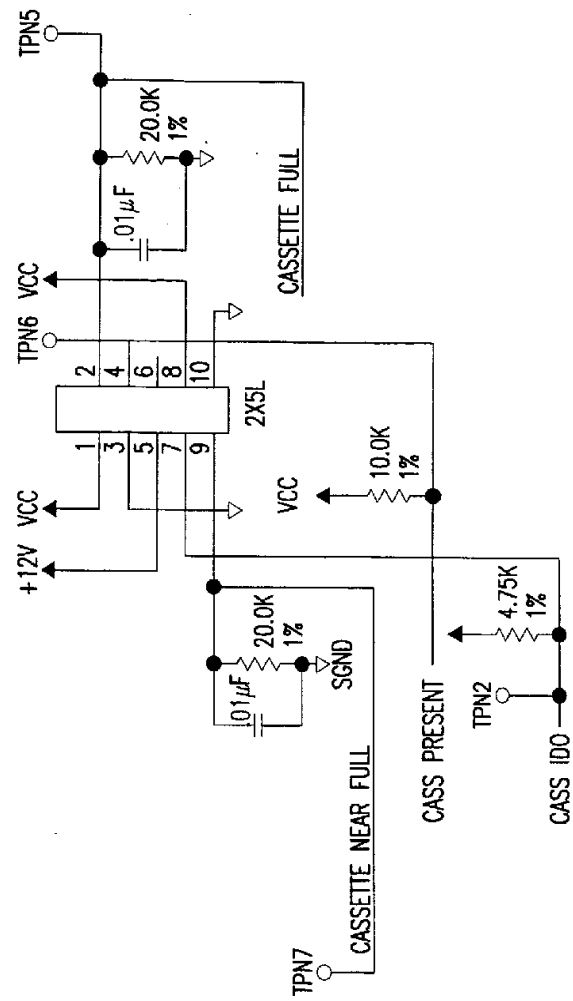 TPN5
20.0K
1%
.01µF
CASSETTE FULL
VCC
TPN6
2
4
6
8
10
2X5L
1
3
5
7
9
VCC
+12V
VCC
10.0K
1%
20.0K
1%
.01µF
SGND
4.75K
1%
TPN2
CASS PRESENT
CASS IDO
CASSETTE NEAR FULL
TPN7